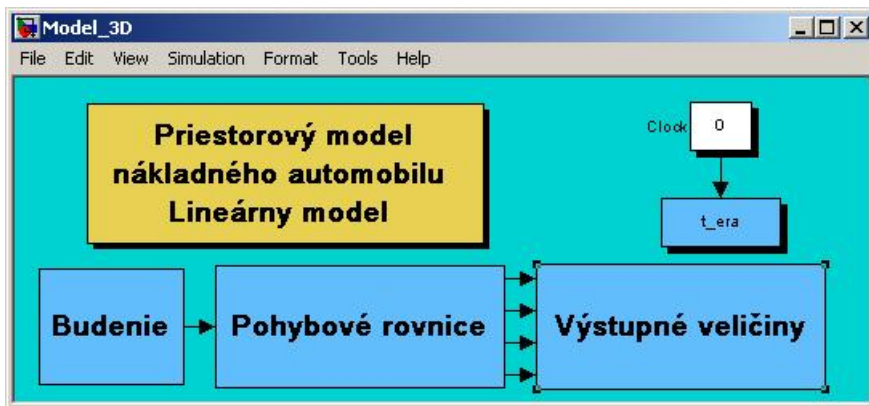 Model_3D
File Edit View Simulation Format Tools Help
Priestorový model
nákladného automobilu
Lineárny model
Clock
0
t_era
Budenie
Pohybové rovnice
Výstupné veličiny